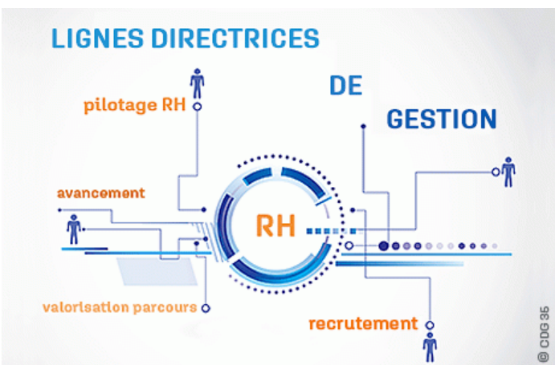 LIGNES DIRECTRICES
DE
GESTION
pilotage RH
avancement
RH
valorisation parcours
recrutement
© CDG 35